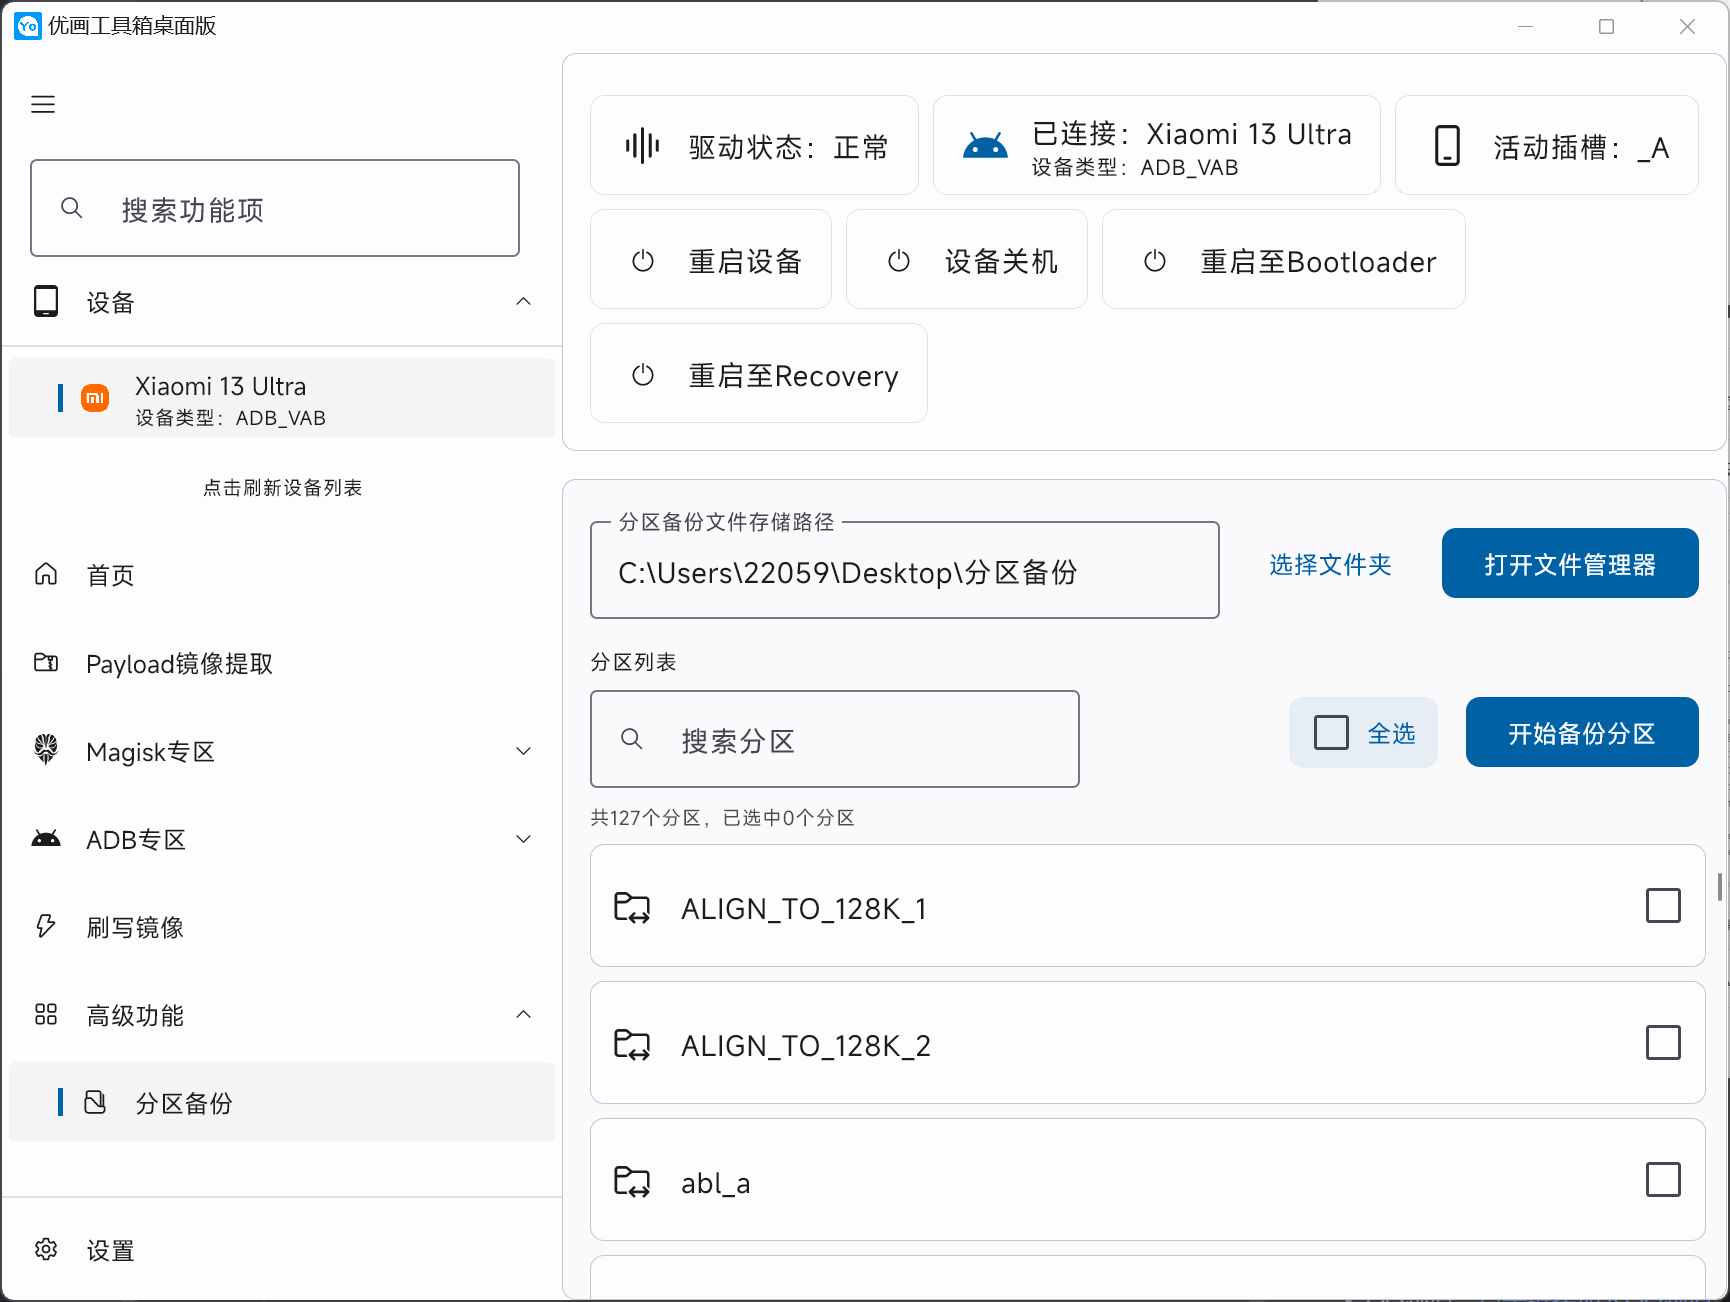 优画工具箱桌面版
搜索功能项
设备
Xiaomi 13 Ultra
设备类型：ADB_VAB
点击刷新设备列表
首页
Payload镜像提取
Magisk专区
ADB专区
刷写镜像
高级功能
分区备份
设置
驱动状态：正常
已连接：Xiaomi 13 Ultra
设备类型：ADB_VAB
活动插槽：_A
重启设备
设备关机
重启至Bootloader
重启至Recovery
分区备份文件存储路径
C:\Users\22059\Desktop\分区备份
选择文件夹
打开文件管理器
分区列表
搜索分区
全选
开始备份分区
共127个分区，已选中0个分区
ALIGN_TO_128K_1
ALIGN_TO_128K_2
abl_a